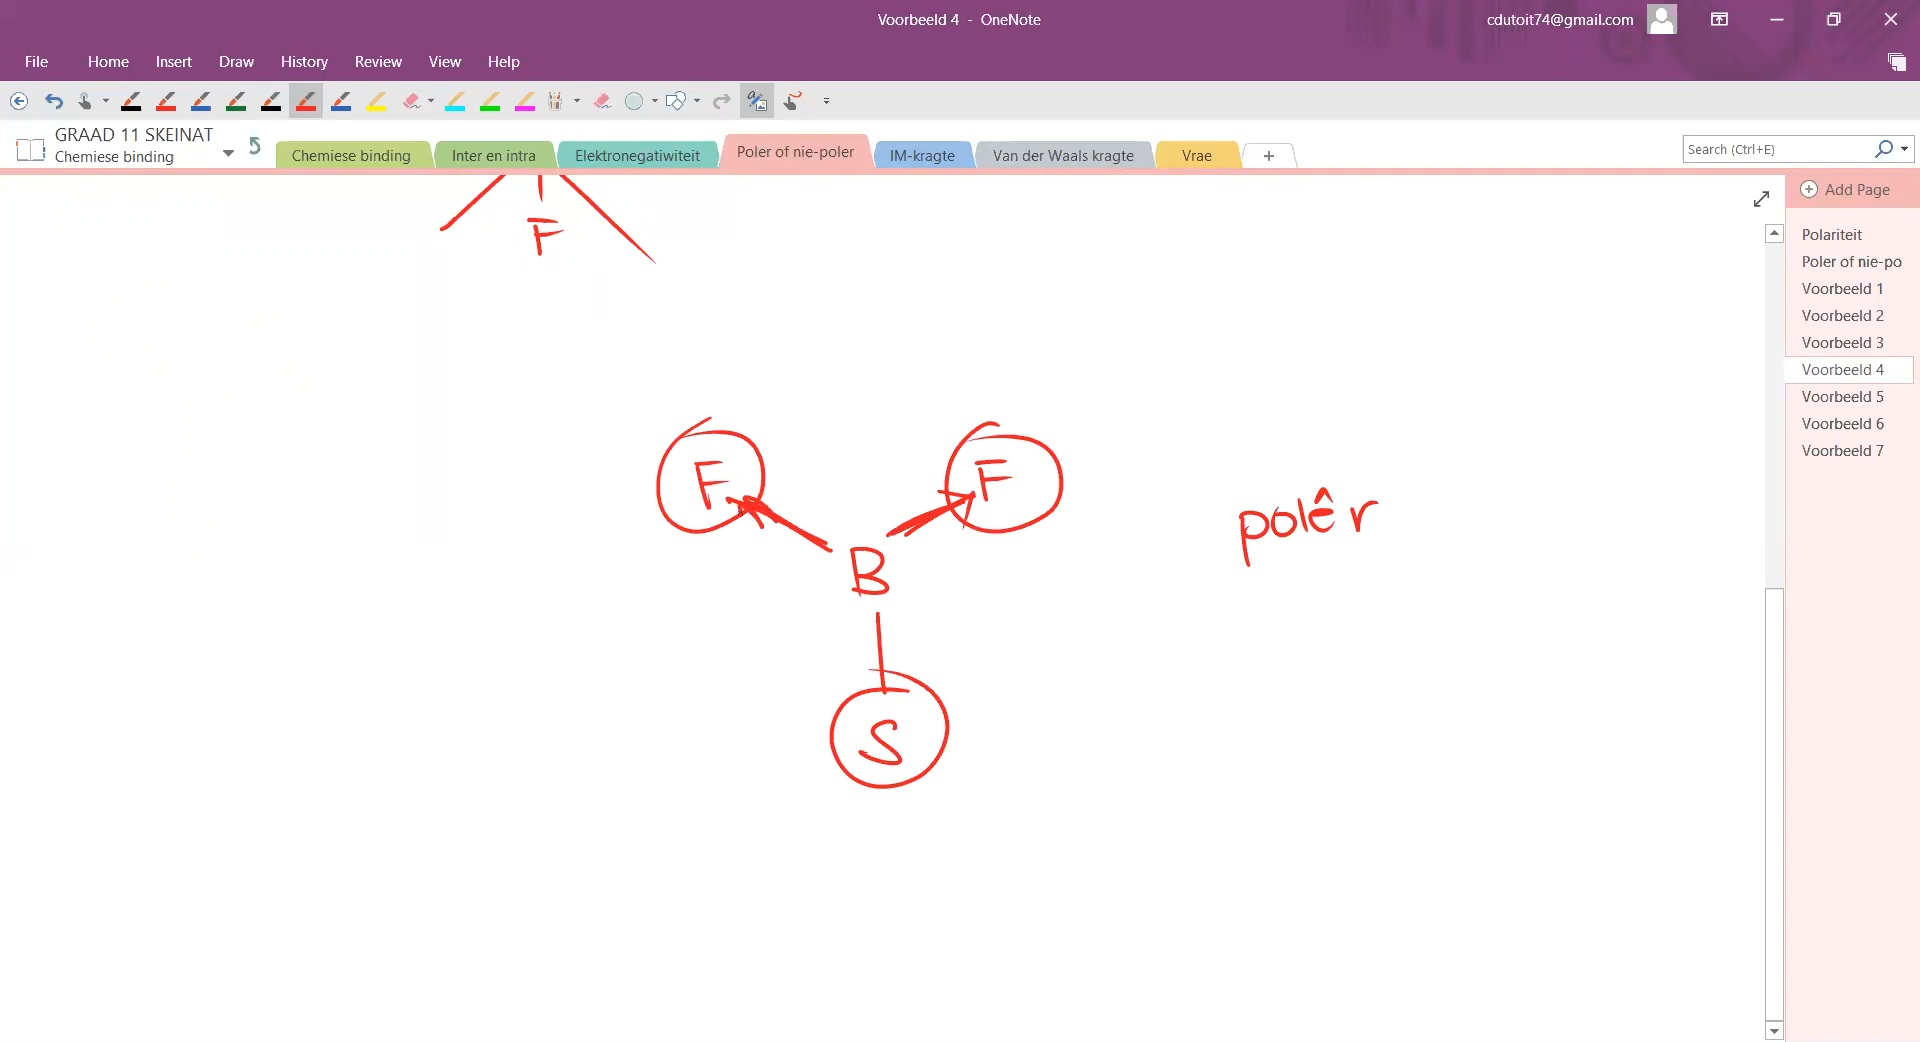 Voorbeeld 4 - OneNote
cdutoit74@gmail.com
File Home Insert Draw History Review View Help
GRAAD 11 SKEINAT
Chemiese binding
Chemiese binding
Inter en intra
Elektronegatiwiteit
Poler of nie-poler
IM-kragte
Van der Waals kragte
Vrae
Search (Ctrl+E)
Add Page
Polariteit
Poler of nie-po
Voorbeeld 1
Voorbeeld 2
Voorbeeld 3
Voorbeeld 4
Voorbeeld 5
Voorbeeld 6
Voorbeeld 7
F
F F
B
S
polêr